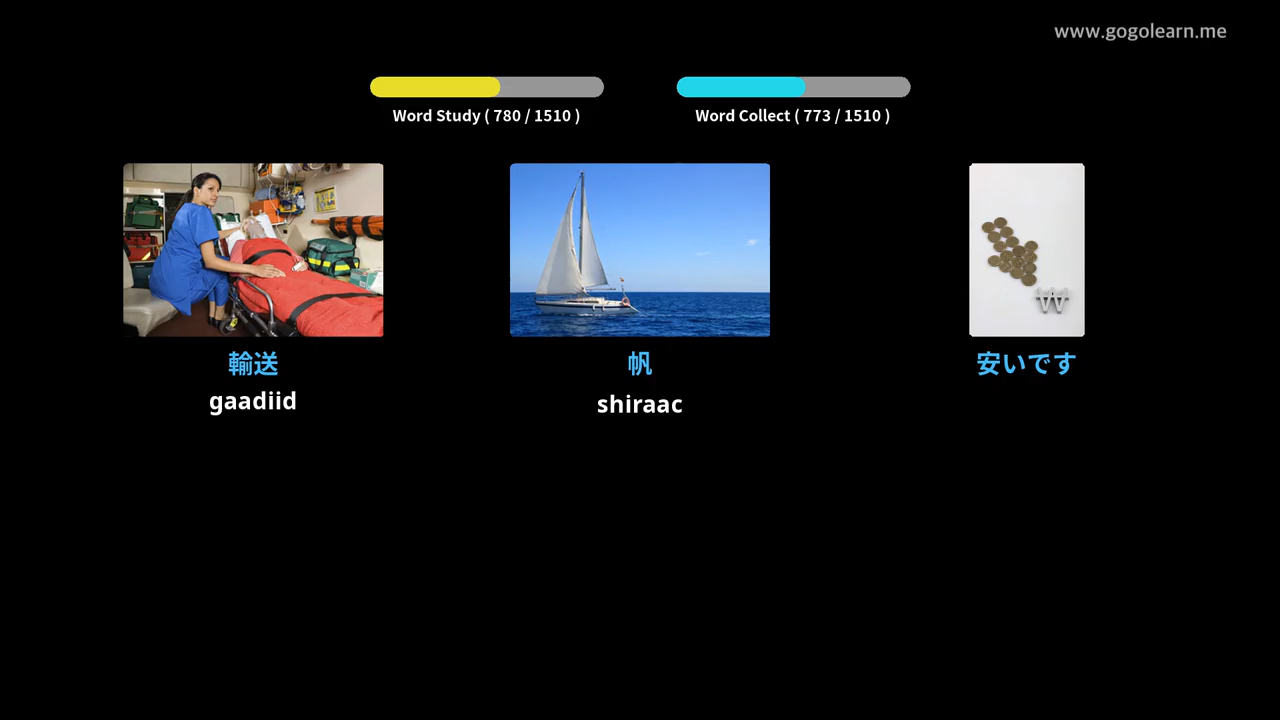 www.gogolearn.me
Word Study ( 780 / 1510 )
Word Collect ( 773 / 1510 )
輸送
gaadiid
帆
shiraac
安いです